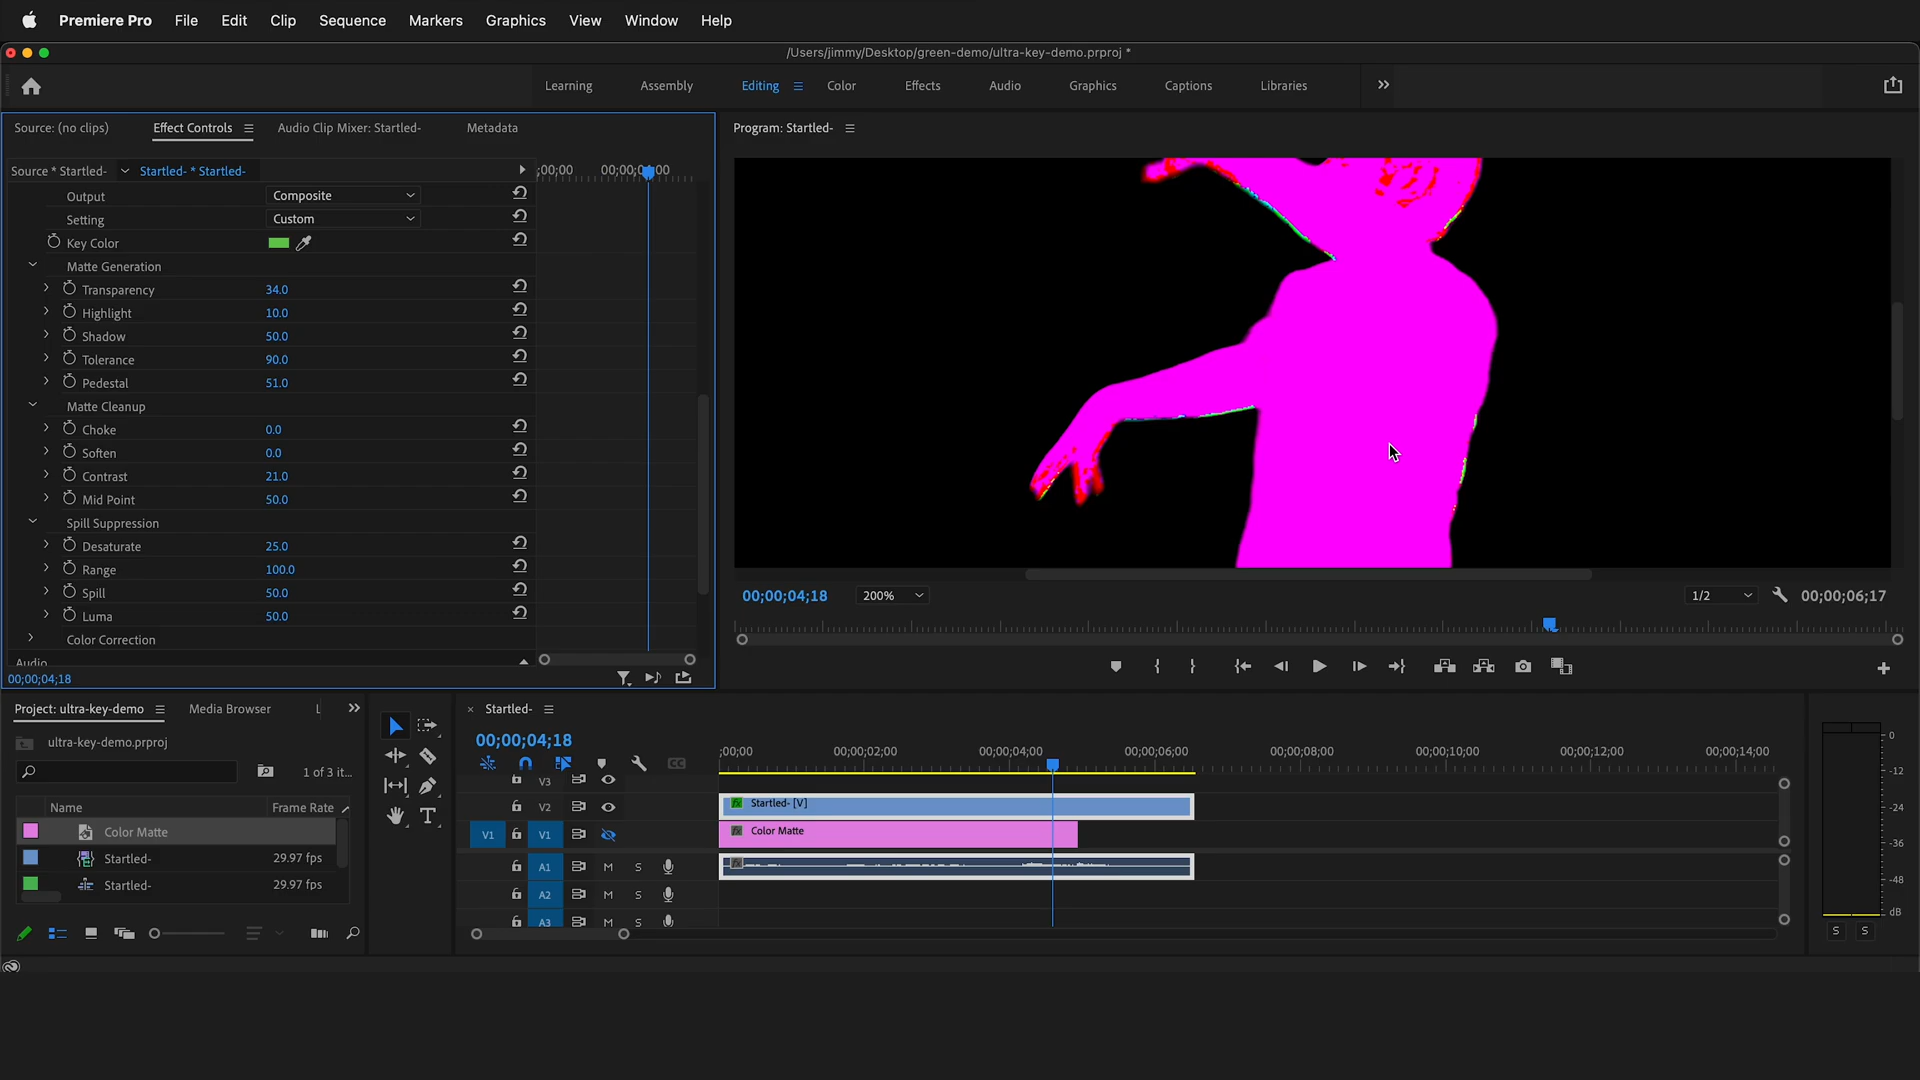 Premiere Pro File Edit Clip Sequence Markers Graphics View Window Help
/Users/jimmy/Desktop/green-demo/ultra-key-demo.prproj *
Learning Assembly Editing Color Effects Audio Graphics Captions Libraries
Source: (no clips) Effect Controls Audio Clip Mixer: Startled- Metadata
Source * Startled- Startled- * Startled- ;00;00 00;00;04;00
Output Composite
Setting Custom
Key Color
Matte Generation
Transparency 34.0
Highlight 10.0
Shadow 50.0
Tolerance 90.0
Pedestal 51.0
Matte Cleanup
Choke 0.0
Soften 0.0
Contrast 21.0
Mid Point 50.0
Spill Suppression
Desaturate 25.0
Range 100.0
Spill 50.0
Luma 50.0
Color Correction
Audio
00;00;04;18
Program: Startled-
00;00;04;18 200% 1/2 00;00;06;17
Project: ultra-key-demo Media Browser L
ultra-key-demo.prproj
1 of 3 it...
Name Frame Rate
Color Matte
Startled- 29.97 fps
Startled- 29.97 fps
Startled-
00;00;04;18
;00;00 00;00;02;00 00;00;04;00 00;00;06;00 00;00;08;00 00;00;10;00 00;00;12;00 00;00;14;00
V3
V2 Startled- [V]
V1 V1 Color Matte
A1 M S
A2 M S
A3 M S
0
-12
-24
-36
-48
dB
S S